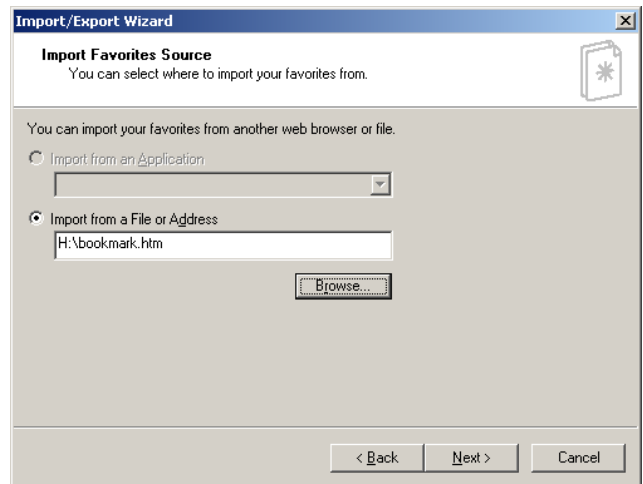 Import/Export Wizard
Import Favorites Source
You can select where to import your favorites from.
You can import your favorites from another web browser or file.
Import from an Application
Import from a File or Address
H:\bookmark.htm
Browse...
< Back
Next >
Cancel